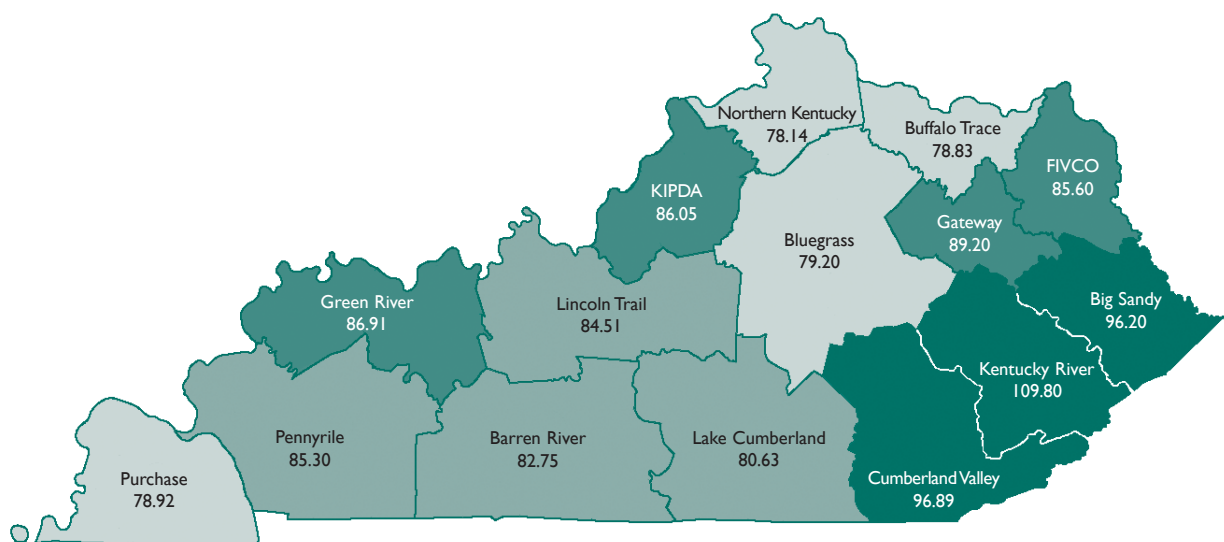 Northern Kentucky
78.14
Buffalo Trace
78.83
FIVCO
85.60
KIPDA
86.05
Gateway
89.20
Bluegrass
79.20
Green River
86.91
Lincoln Trail
84.51
Big Sandy
96.20
Kentucky River
109.80
Pennyrile
85.30
Barren River
82.75
Lake Cumberland
80.63
Purchase
78.92
Cumberland Valley
96.89